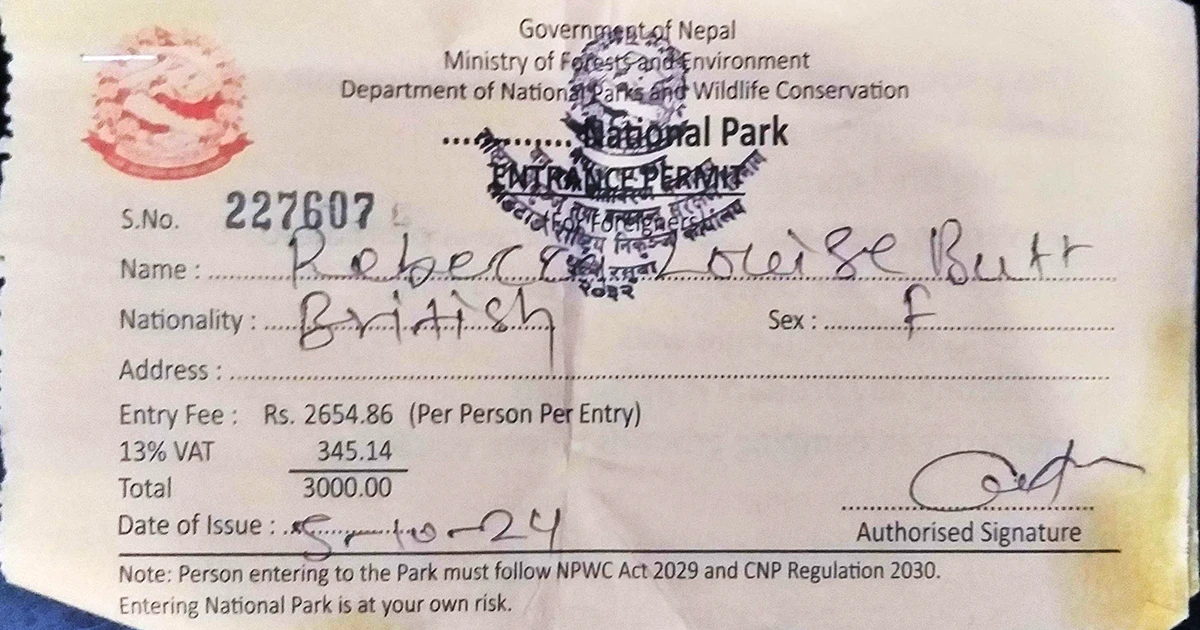 Government of Nepal
Ministry of Forests and Environment
Department of National Parks and Wildlife Conservation
............ National Park
ENTRANCE PERMIT
(For Foreigners)
S.No. 227607
Name : Rebecca Louise Butt
Nationality : British Sex : F
Address :
Entry Fee : Rs. 2654.86 (Per Person Per Entry)
13% VAT 345.14
Total 3000.00
Date of Issue : 5-10-24
Authorised Signature
Note: Person entering to the Park must follow NPWC Act 2029 and CNP Regulation 2030.
Entering National Park is at your own risk.